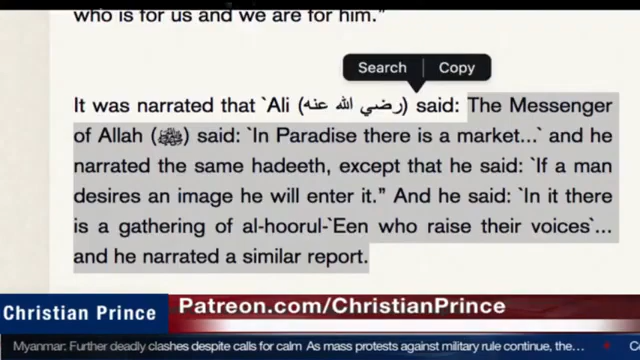 who is for us and we are for him."
Search
Copy
It was narrated that `Ali (رضي الله عنه) said: The Messenger
of Allah (ﷺ) said: `In Paradise there is a market...` and he
narrated the same hadeeth, except that he said: `If a man
desires an image he will enter it.” And he said: `In it there
is a gathering of al-hoorul-`Een who raise their voices`...
and he narrated a similar report.
Christian Prince
Patreon.com/ChristianPrince
Myanmar: Further deadly clashes despite calls for calm As mass protests against military rule continue, the...